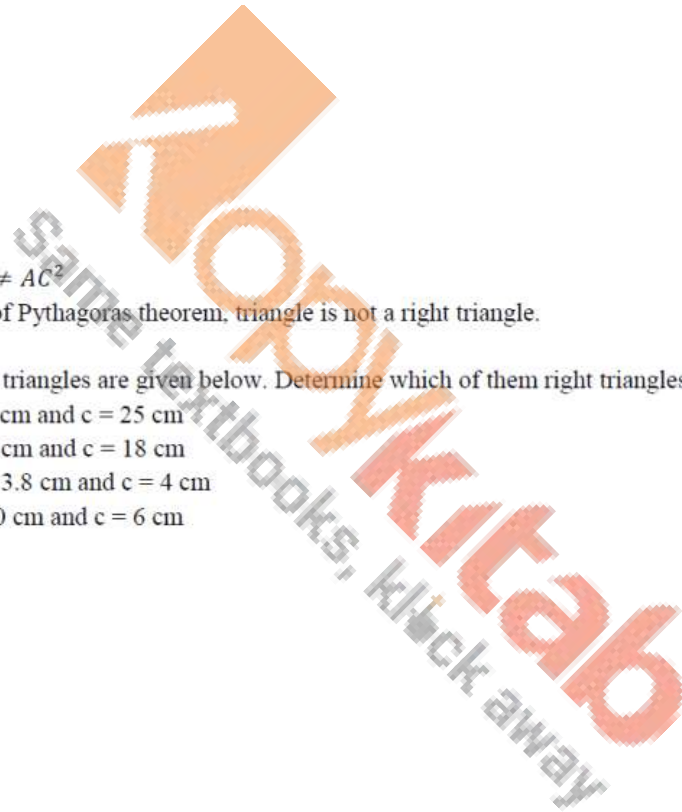 ≠ AC²
of Pythagoras theorem, triangle is not a right triangle.
triangles are given below. Determine which of them right triangles
cm and c = 25 cm
cm and c = 18 cm
3.8 cm and c = 4 cm
0 cm and c = 6 cm
Kopykitab
Same textbooks, klick away